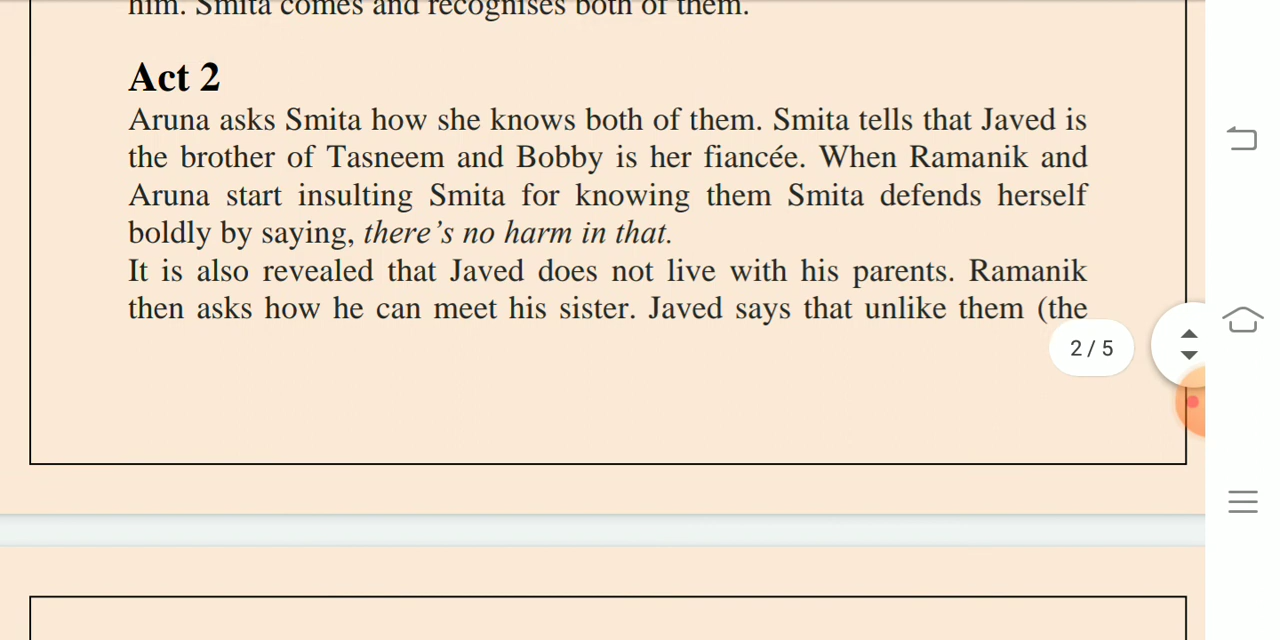 him. Smita comes and recognises both of them.
Act 2
Aruna asks Smita how she knows both of them. Smita tells that Javed is
the brother of Tasneem and Bobby is her fiancée. When Ramanik and
Aruna start insulting Smita for knowing them Smita defends herself
boldly by saying, there’s no harm in that.
It is also revealed that Javed does not live with his parents. Ramanik
then asks how he can meet his sister. Javed says that unlike them (the
2 / 5